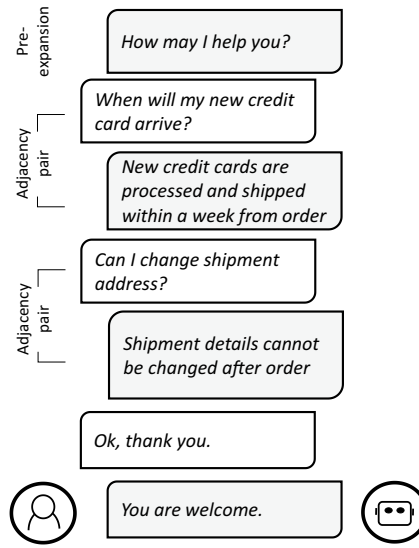 Pre-
expansion
How may I help you?
When will my new credit
card arrive?
Adjacency
pair
New credit cards are
processed and shipped
within a week from order
Can I change shipment
address?
Adjacency
pair
Shipment details cannot
be changed after order
Ok, thank you.
You are welcome.